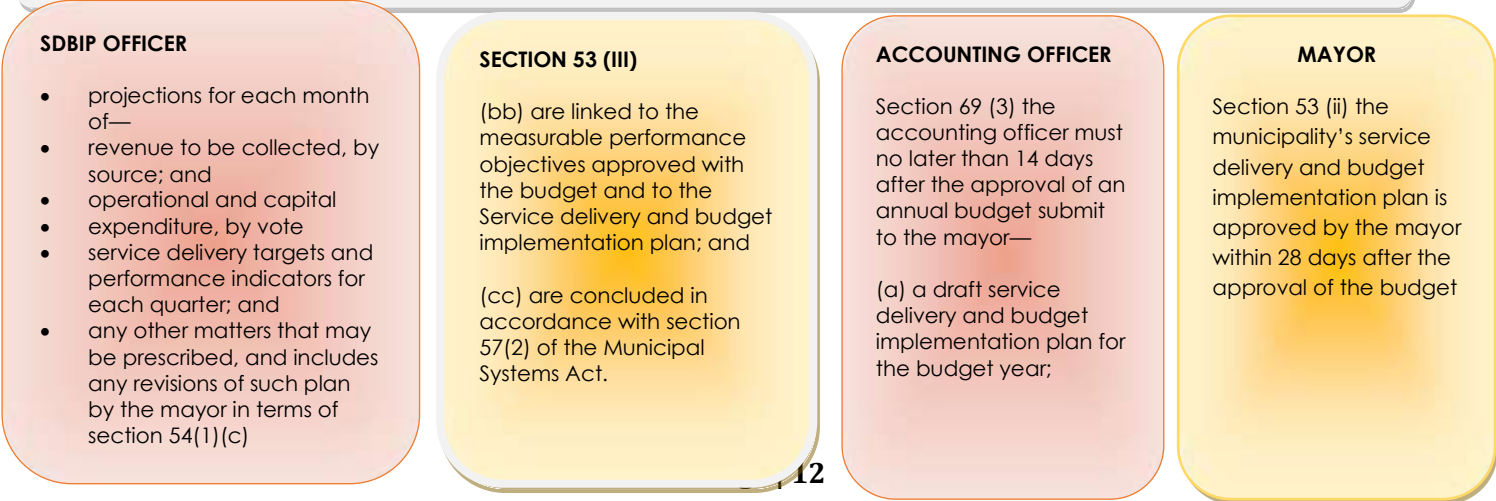 SDBIP OFFICER
• projections for each month
of—
• revenue to be collected, by
source; and
• operational and capital
• expenditure, by vote
• service delivery targets and
performance indicators for
each quarter; and
• any other matters that may
be prescribed, and includes
any revisions of such plan
by the mayor in terms of
section 54(1)(c)
SECTION 53 (III)
(bb) are linked to the
measurable performance
objectives approved with
the budget and to the
Service delivery and budget
implementation plan; and
(cc) are concluded in
accordance with section
57(2) of the Municipal
Systems Act.
ACCOUNTING OFFICER
Section 69 (3) the
accounting officer must
no later than 14 days
after the approval of an
annual budget submit
to the mayor—
(a) a draft service
delivery and budget
implementation plan for
the budget year;
MAYOR
Section 53 (ii) the
municipality’s service
delivery and budget
implementation plan is
approved by the mayor
within 28 days after the
approval of the budget
| 12